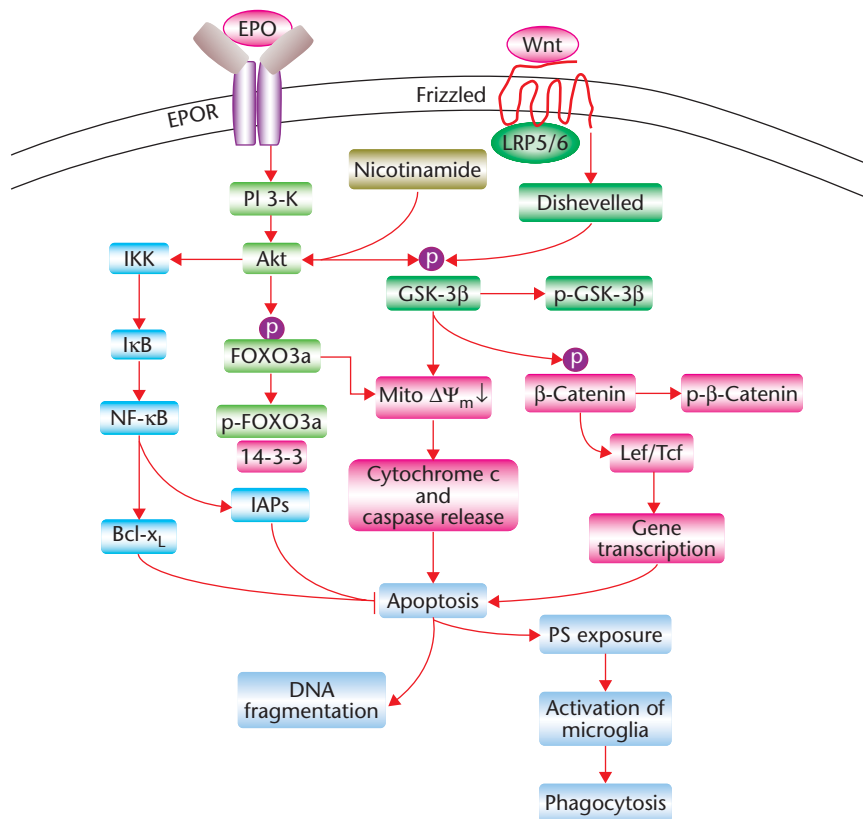 EPO
Wnt
EPOR
Frizzled
LRP5/6
Nicotinamide
PI 3-K
Dishevelled
IKK
Akt
p
GSK-3β
p-GSK-3β
p
IκB
FOXO3a
p
Mito ΔΨm↓
β-Catenin
p-β-Catenin
NF-κB
p-FOXO3a
14-3-3
Lef/Tcf
Cytochrome c
and
caspase release
IAPs
Bcl-xL
Gene
transcription
Apoptosis
PS exposure
DNA
fragmentation
Activation of
microglia
Phagocytosis